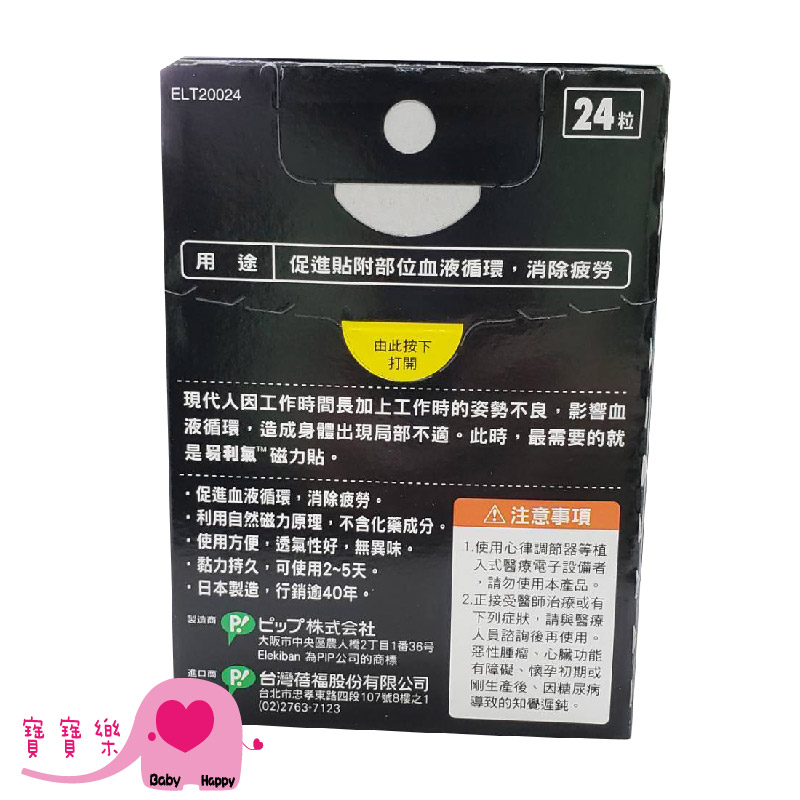 ELT20024
24粒
用途 促進貼附部位血液循環，消除疲勞
由此按下
打開
現代人因工作時間長加上工作時的姿勢不良，影響血
液循環，造成身體出現局部不適。此時，最需要的就
是易利氣™磁力貼。
・促進血液循環，消除疲勞。
・利用自然磁力原理，不含化藥成分。
・使用方便，透氣性好，無異味。
・黏力持久，可使用2~5天。
・日本製造，行銷逾40年。
製造商 P! ピップ株式会社
大阪市中央區農人橋2丁目1番36号
Elekiban 為PIP公司的商標
進口商 P! 台灣蓓福股份有限公司
台北市忠孝東路四段107號8樓之1
(02)2763-7123
⚠注意事項
1.使用心律調節器等植
入式醫療電子設備者
，請勿使用本產品。
2.正接受醫師治療或有
下列症狀，請與醫療
人員諮詢後再使用。
惡性腫瘤、心臟功能
有障礙、懷孕初期或
剛生產後、因糖尿病
導致的知覺遲鈍。
寶寶樂
Baby Happy